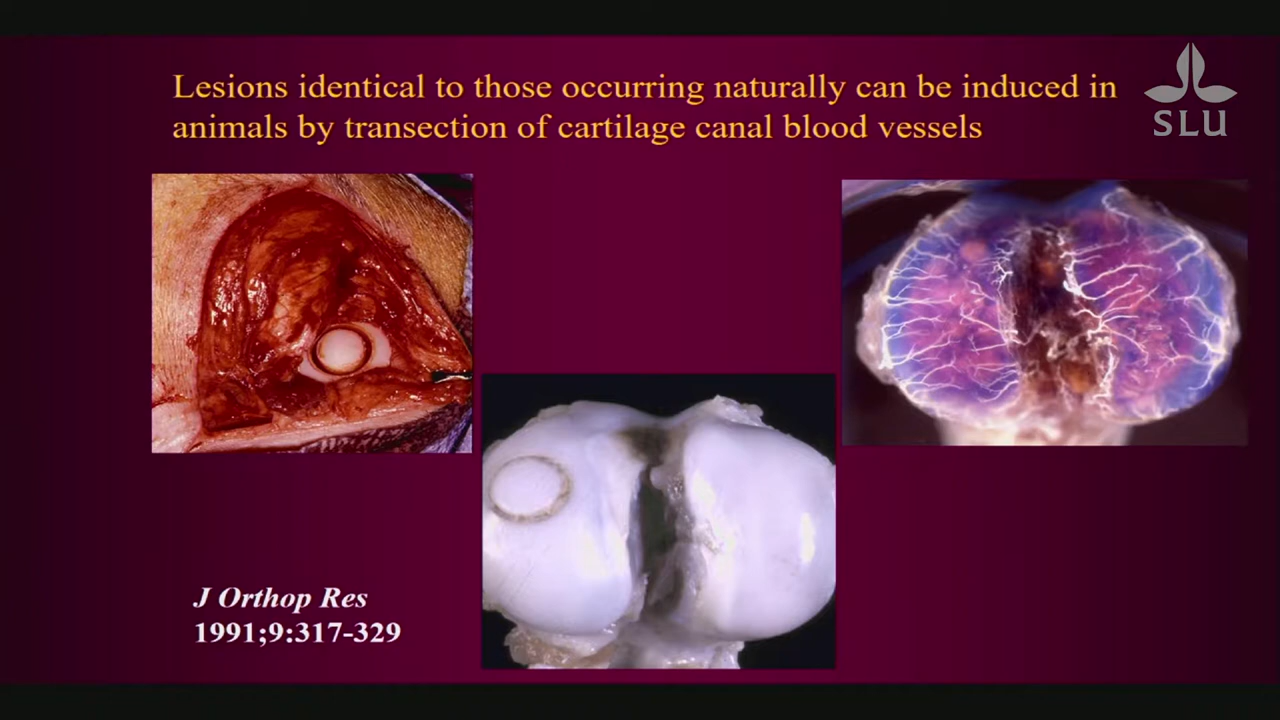 Lesions identical to those occurring naturally can be induced in
animals by transection of cartilage canal blood vessels
SLU
J Orthop Res
1991;9:317-329